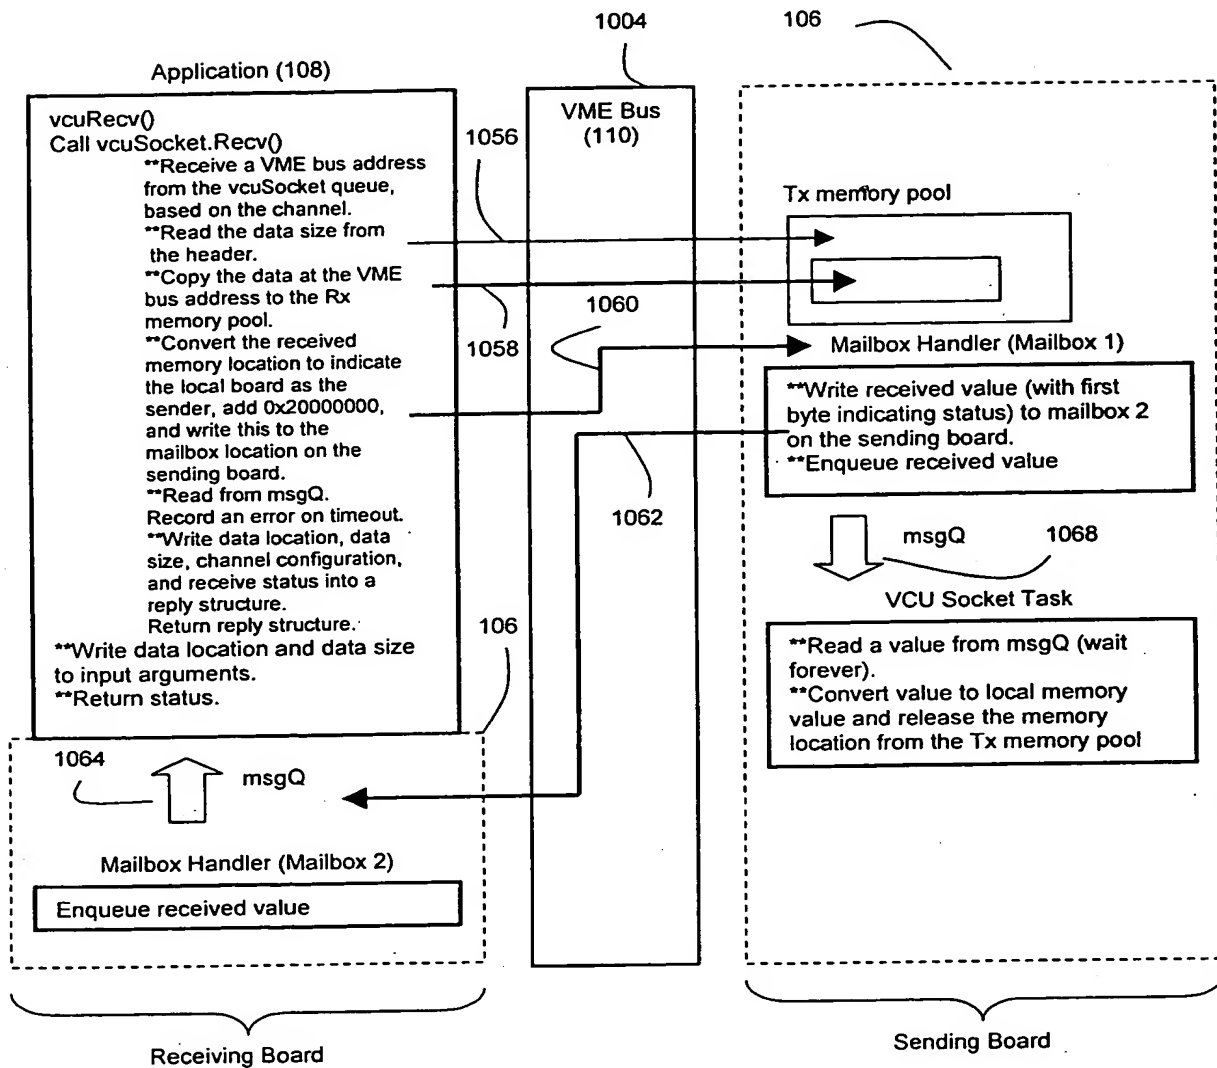 1004
106
Application (108)
vcuRecv()
Call vcuSocket.Recv()
**Receive a VME bus address
from the vcuSocket queue,
based on the channel.
**Read the data size from
the header.
**Copy the data at the VME
bus address to the Rx
memory pool.
**Convert the received
memory location to indicate
the local board as the
sender, add 0x20000000,
and write this to the
mailbox location on the
sending board.
**Read from msgQ.
Record an error on timeout.
**Write data location, data
size, channel configuration,
and receive status into a
reply structure.
Return reply structure.
**Write data location and data size
to input arguments.
**Return status.
1056
1058
106
VME Bus
(110)
1060
1062
Tx memory pool
Mailbox Handler (Mailbox 1)
**Write received value (with first
byte indicating status) to mailbox 2
on the sending board.
**Enqueue received value
msgQ
1068
VCU Socket Task
**Read a value from msgQ (wait
forever).
**Convert value to local memory
value and release the memory
location from the Tx memory pool
1064
msgQ
Mailbox Handler (Mailbox 2)
Enqueue received value
Receiving Board
Sending Board